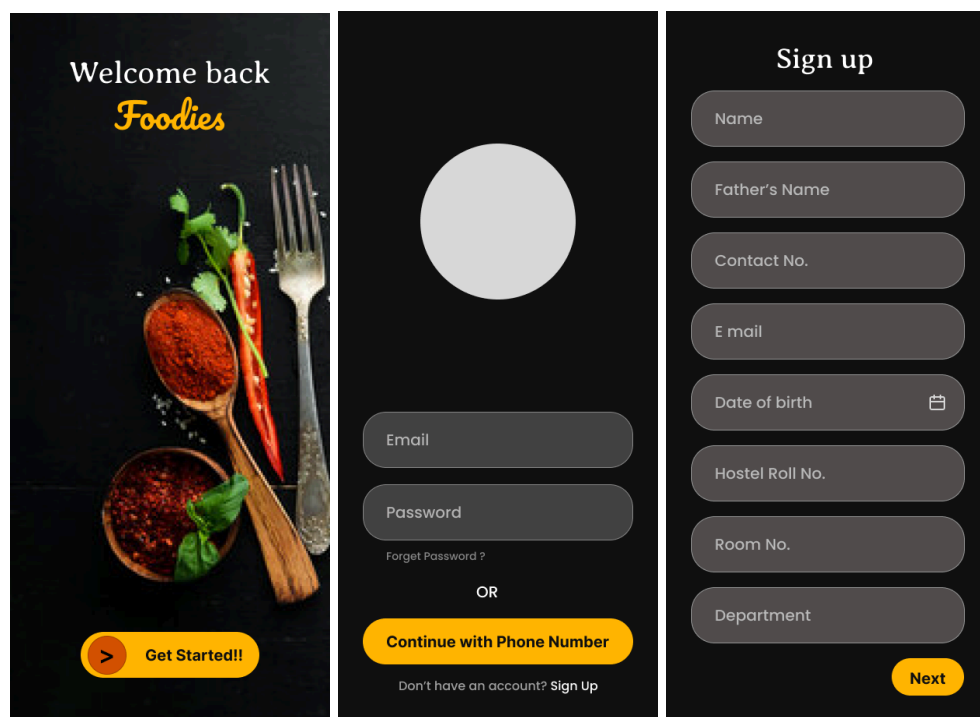 Welcome back
Foodies
> Get Started!!
Email
Password
Forget Password ?
OR
Continue with Phone Number
Don't have an account? Sign Up
Sign up
Name
Father's Name
Contact No.
E mail
Date of birth
Hostel Roll No.
Room No.
Department
Next